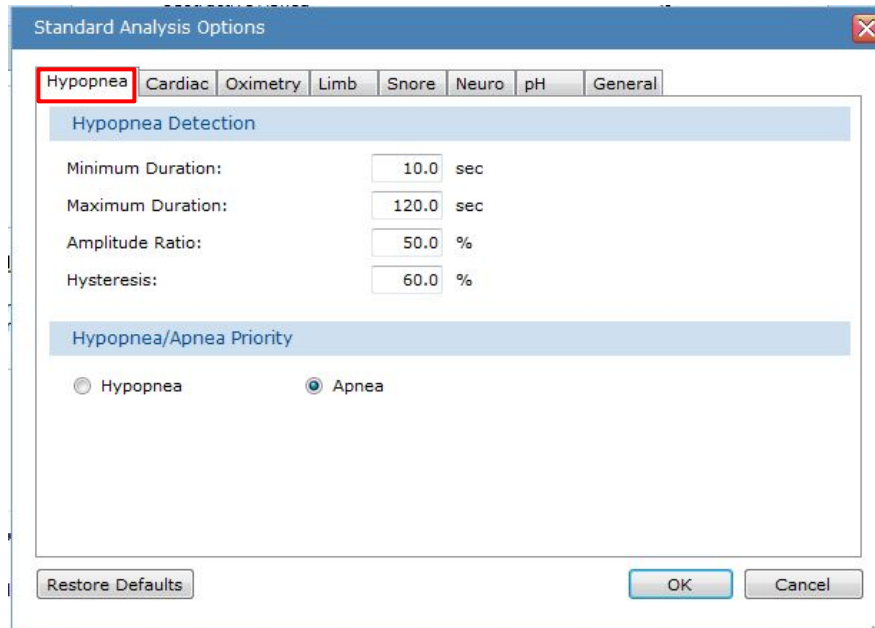 Standard Analysis Options
Hypopnea Cardiac Oximetry Limb Snore Neuro pH General
Hypopnea Detection
Minimum Duration: 10.0 sec
Maximum Duration: 120.0 sec
Amplitude Ratio: 50.0 %
Hysteresis: 60.0 %
Hypopnea/Apnea Priority
Hypopnea Apnea
Restore Defaults OK Cancel